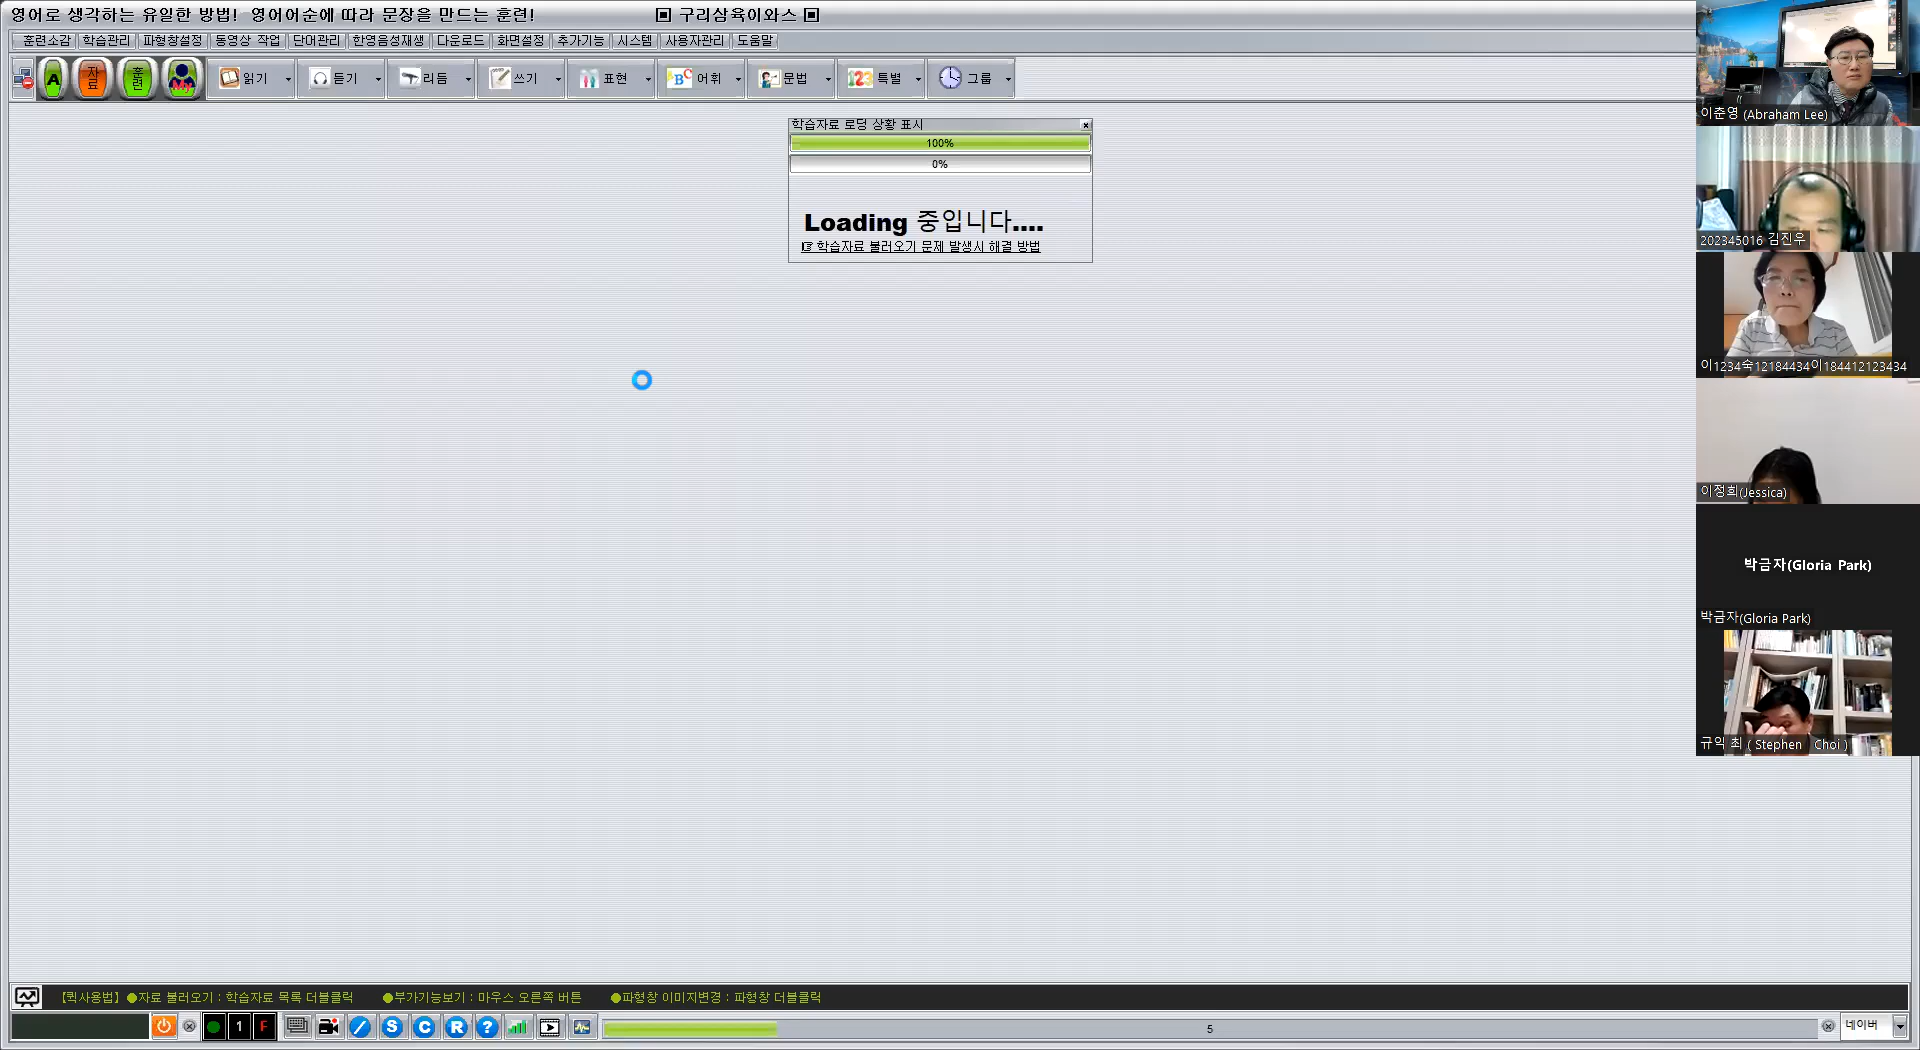 영어로 생각하는 유일한 방법! 영어어순에 따라 문장을 만드는 훈련! ▣ 구리삼육이와스 ▣
훈련소감 학습관리 파형창설정 동영상 작업 단어관리 한영음성재생 다운로드 화면설정 추가기능 시스템 사용자관리 도움말
A 자료 훈련 My 읽기 듣기 리듬 쓰기 표현 어휘 문법 특별 그룹
학습자료 로딩 상황 표시
100%
0%
Loading 중입니다....
☞ 학습자료 불러오기 문제 발생시 해결 방법
이춘영 (Abraham Lee)
202345016 김진우
이1234숙12184434이184412123434
이정희(Jessica)
박금자(Gloria Park)
박금자(Gloria Park)
규익 최 ( Stephen Choi )
【퀵사용법】 ●자료 불러오기 : 학습자료 목록 더블클릭 ●부가기능보기 : 마우스 오른쪽 버튼 ●파형창 이미지변경 : 파형창 더블클릭
1 F S C R ? 5 네이버